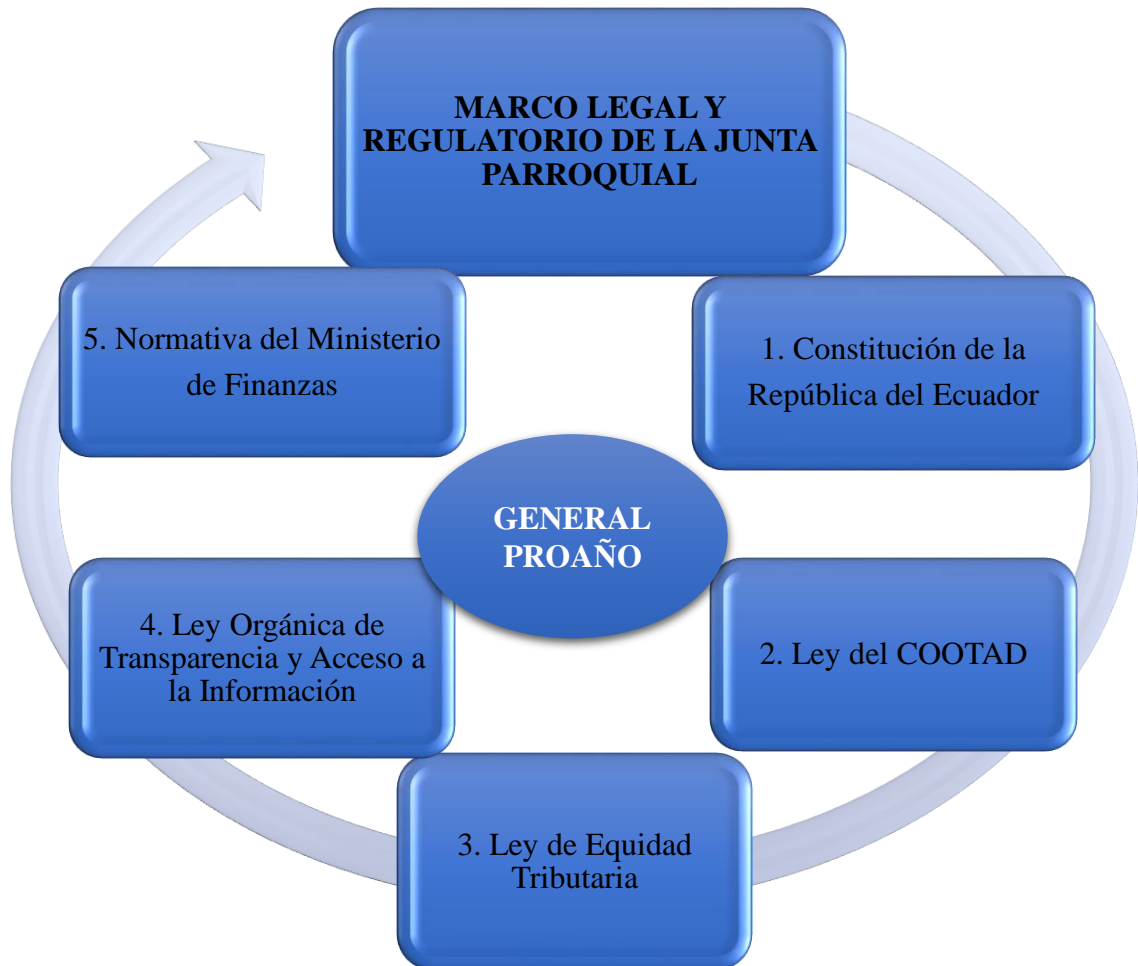 MARCO LEGAL Y
REGULATORIO DE LA JUNTA
PARROQUIAL
1. Constitución de la
República del Ecuador
2. Ley del COOTAD
3. Ley de Equidad
Tributaria
4. Ley Orgánica de
Transparencia y Acceso a
la Información
5. Normativa del Ministerio
de Finanzas
GENERAL
PROAÑO